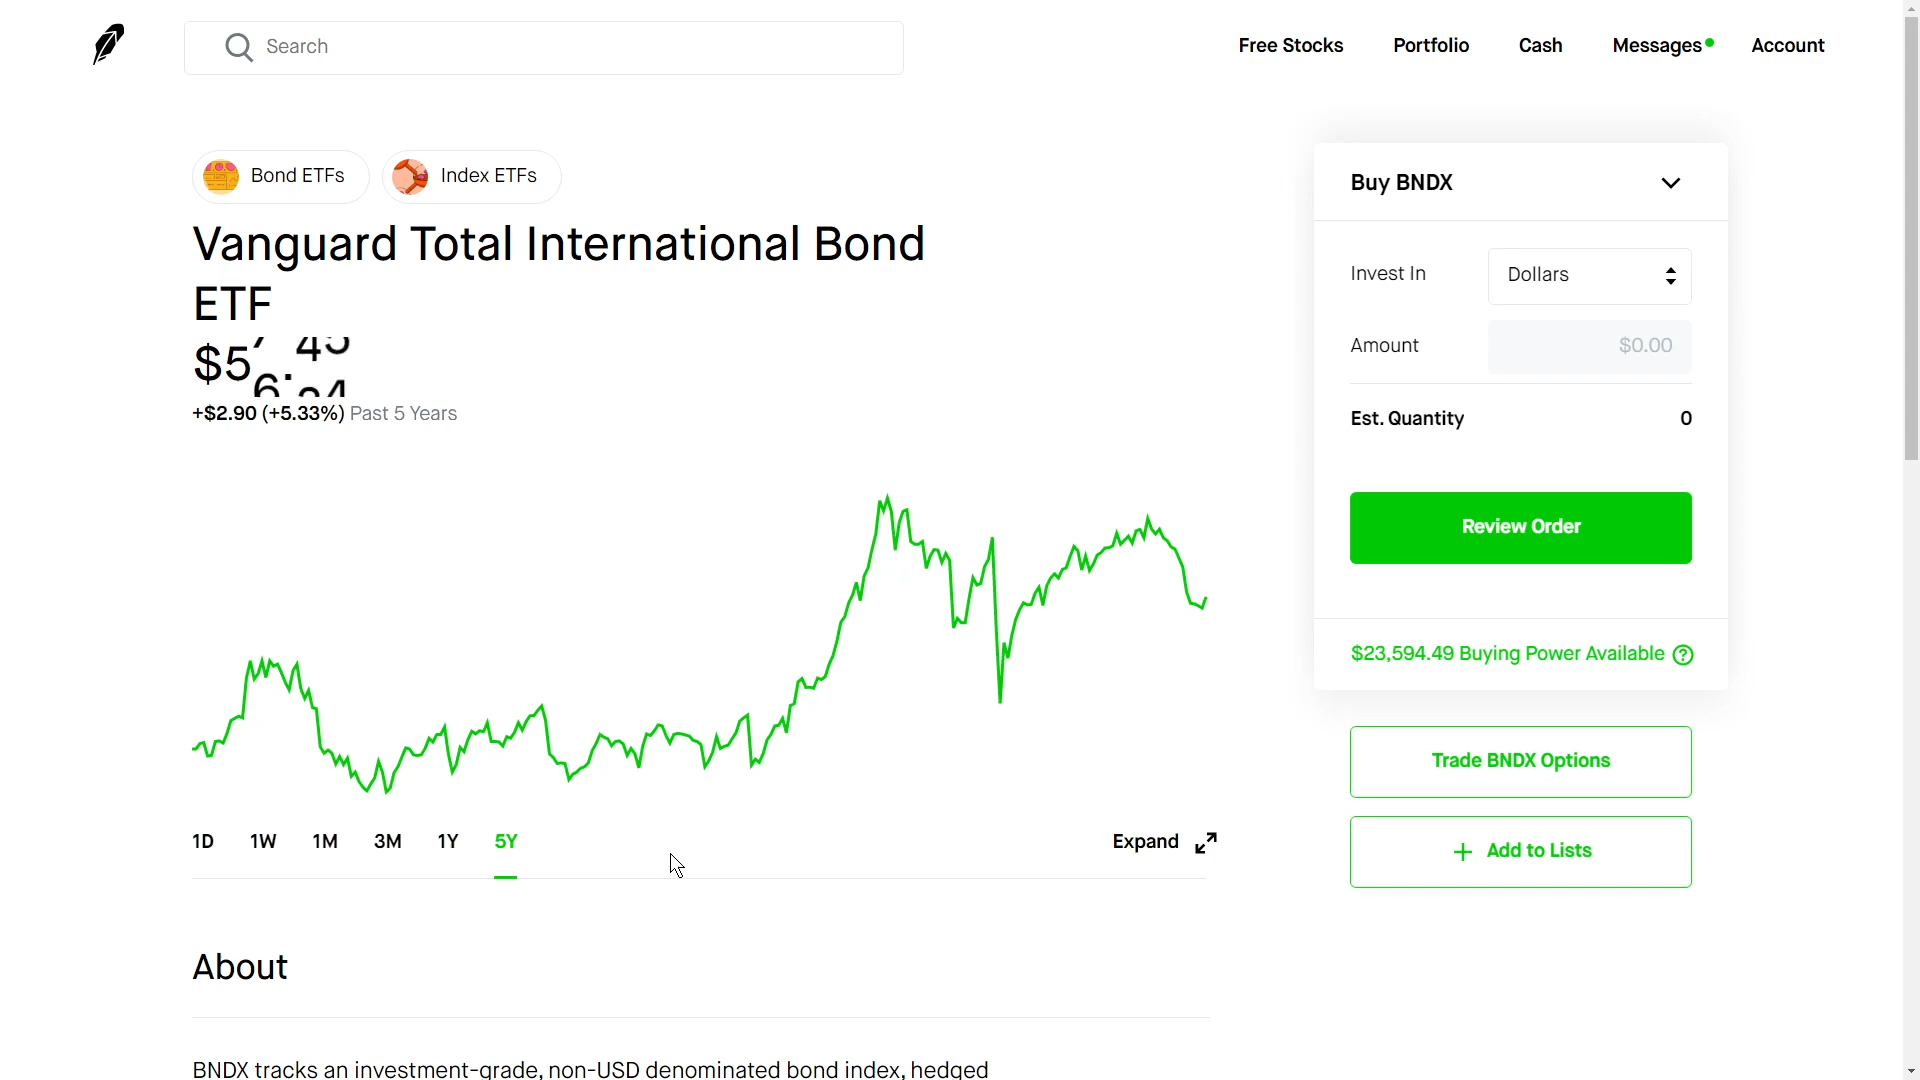 Search
Free Stocks
Portfolio
Cash
Messages
Account
Bond ETFs
Index ETFs
Vanguard Total International Bond
ETF
+$2.90 (+5.33%) Past 5 Years
1D 1W 1M 3M 1Y 5Y
Expand
About
BNDX tracks an investment-grade, non-USD denominated bond index, hedged
Buy BNDX
Invest In
Dollars
Amount
$0.00
Est. Quantity
0
Review Order
$23,594.49 Buying Power Available
Trade BNDX Options
Add to Lists